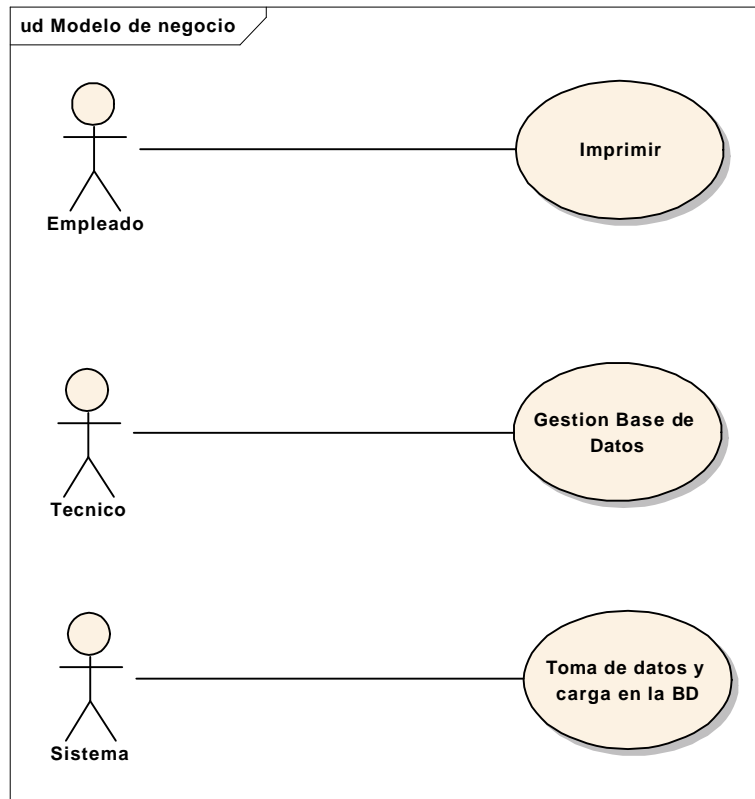 ud Modelo de negocio
Imprimir
Empleado
Gestion Base de
Datos
Tecnico
Toma de datos y
carga en la BD
Sistema